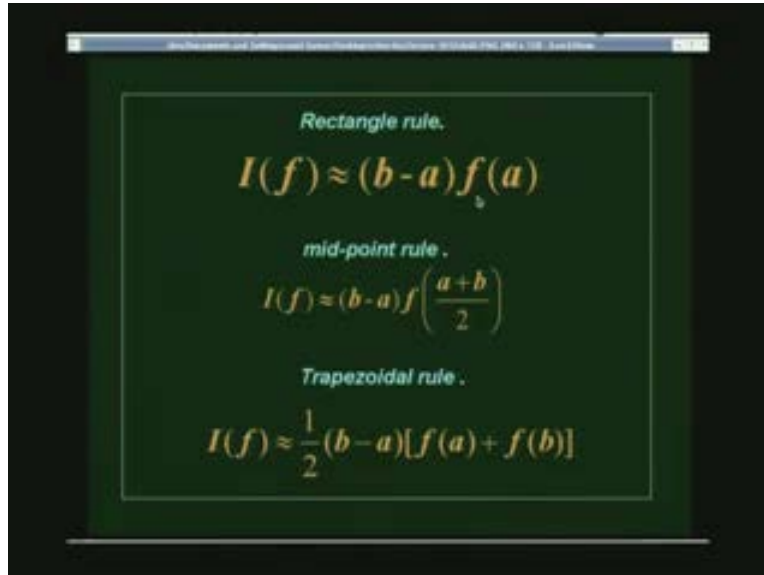 Rectangle rule.
I(f) ≈ (b - a) f(a)
mid-point rule .
I(f) ≈ (b - a) f((a+b)/2)
Trapezoidal rule .
I(f) ≈ 1/2 (b − a)[f(a) + f(b)]